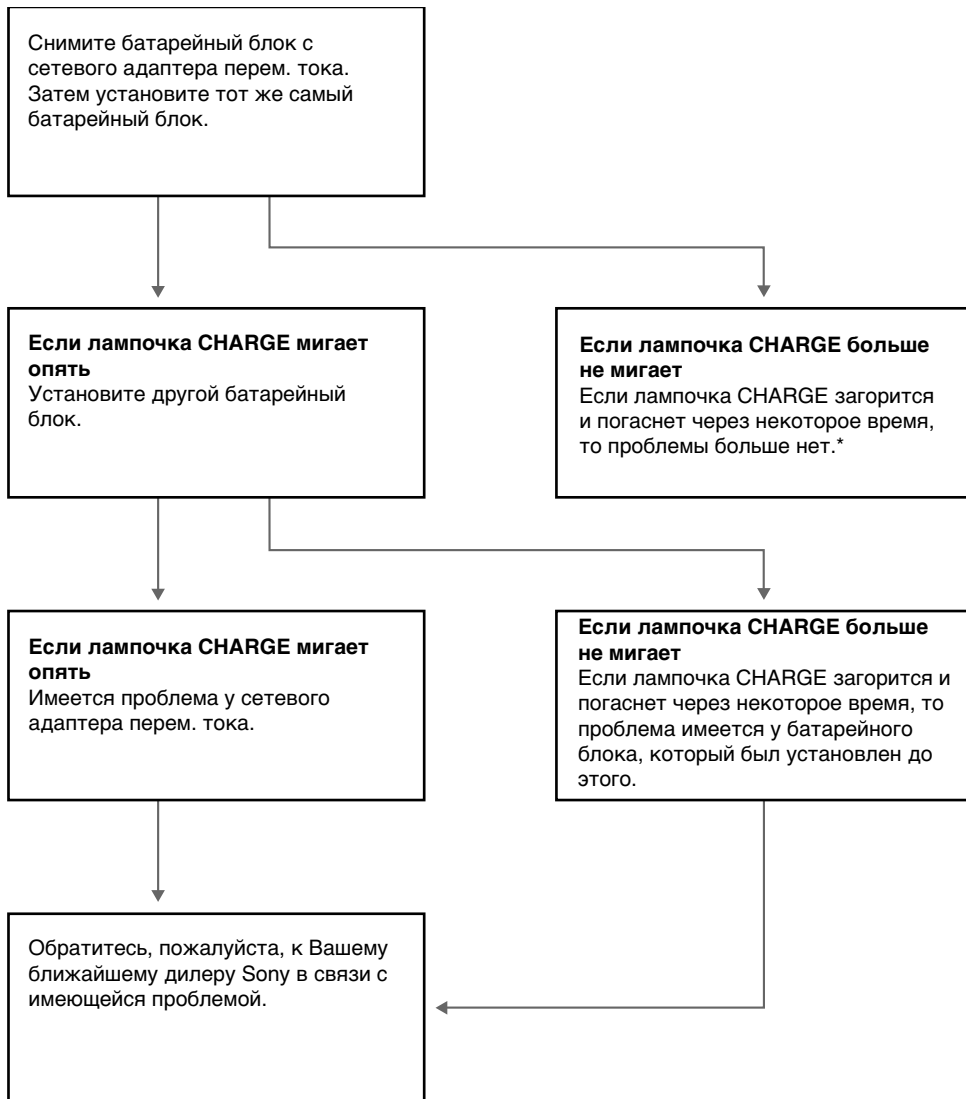 Снимите батарейный блок с
сетевого адаптера перем. тока.
Затем установите тот же самый
батарейный блок.
Если лампочка CHARGE мигает
опять
Установите другой батарейный
блок.
Если лампочка CHARGE больше
не мигает
Если лампочка CHARGE загорится
и погаснет через некоторое время,
то проблемы больше нет.*
Если лампочка CHARGE мигает
опять
Имеется проблема у сетевого
адаптера перем. тока.
Если лампочка CHARGE больше
не мигает
Если лампочка CHARGE загорится и
погаснет через некоторое время, то
проблема имеется у батарейного
блока, который был установлен до
этого.
Обратитесь, пожалуйста, к Вашему
ближайшему дилеру Sony в связи с
имеющейся проблемой.